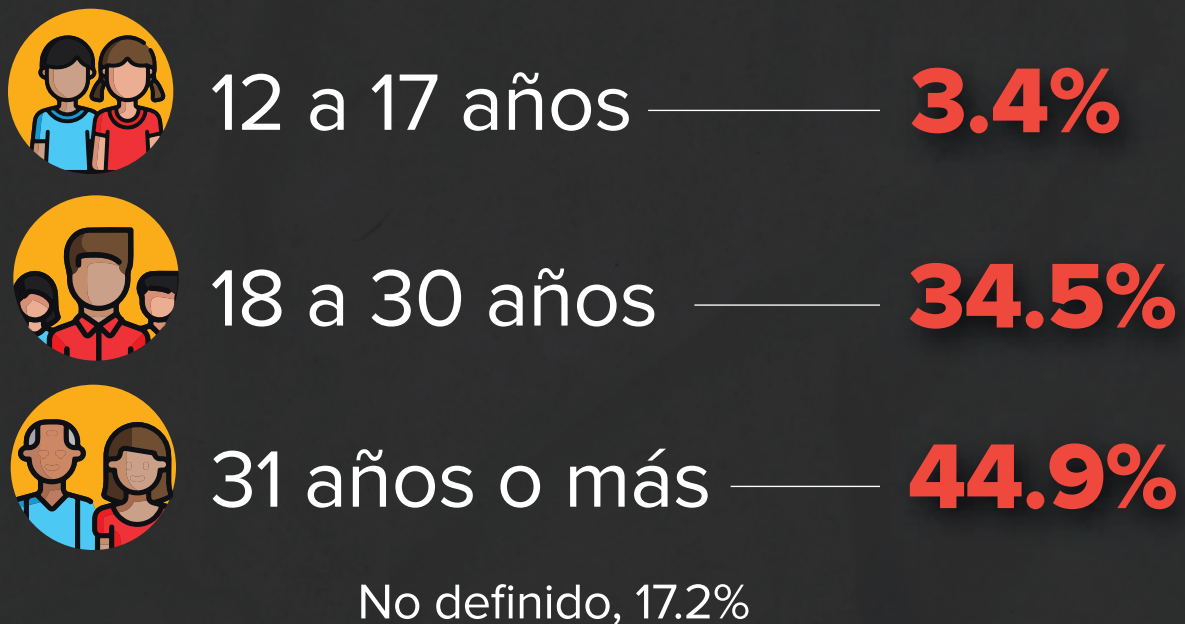 12 a 17 años 3.4%
18 a 30 años 34.5%
31 años o más 44.9%
No definido, 17.2%